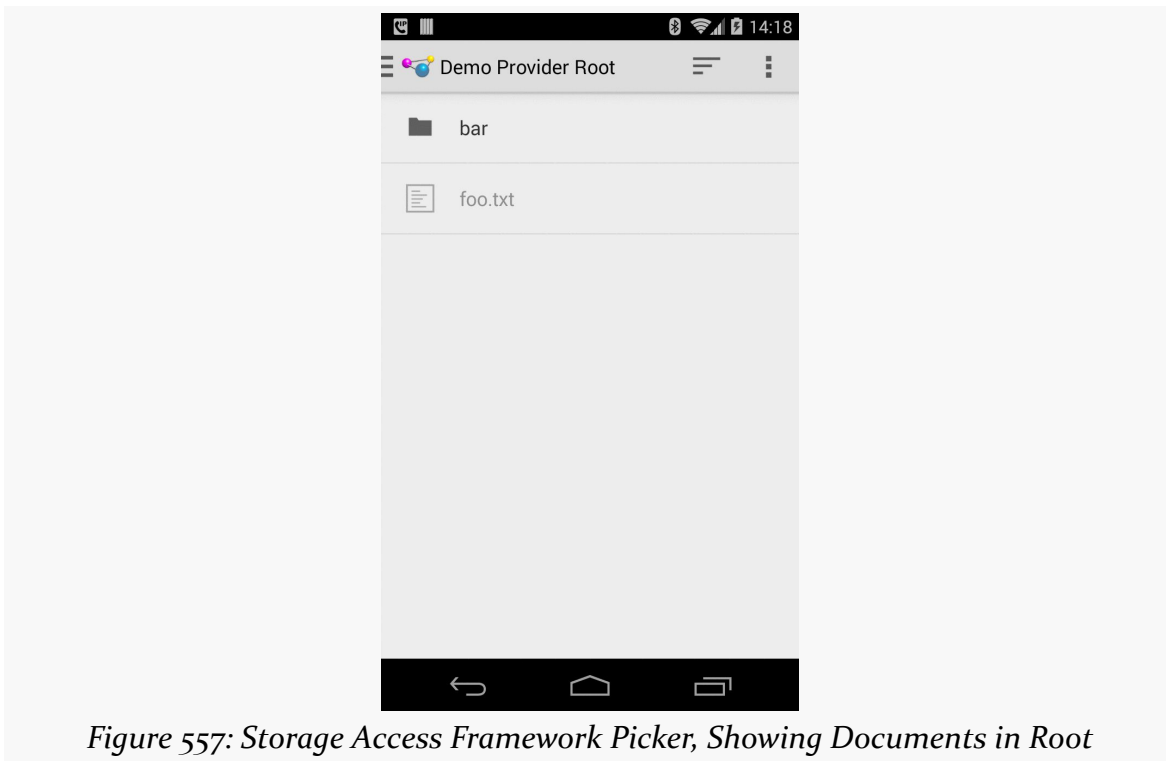 14:18
Demo Provider Root
bar
foo.txt
Figure 557: Storage Access Framework Picker, Showing Documents in Root